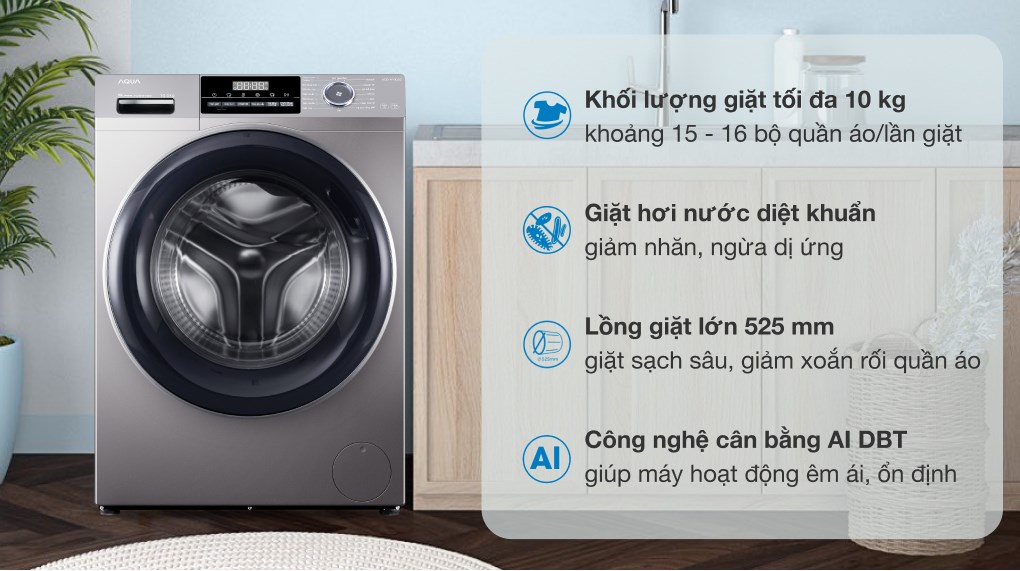 AQUA
Khối lượng giặt tối đa 10 kg
khoảng 15 - 16 bộ quần áo/lần giặt
Giặt hơi nước diệt khuẩn
giảm nhăn, ngừa dị ứng
Lồng giặt lớn 525 mm
giặt sạch sâu, giảm xoắn rối quần áo
Công nghệ cân bằng AI DBT
giúp máy hoạt động êm ái, ổn định
AI